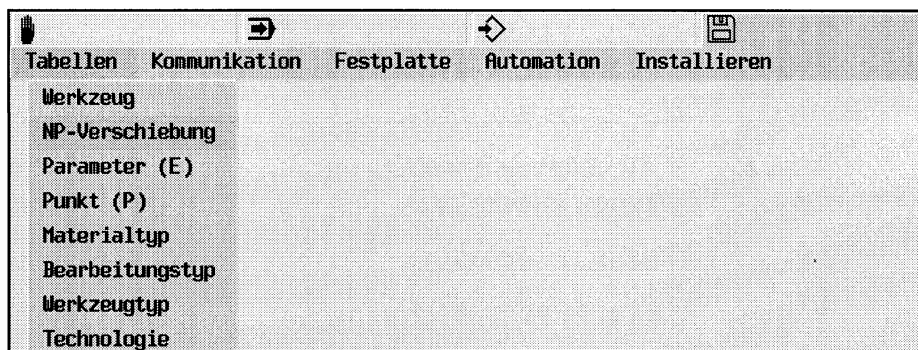 Tabellen Kommunikation Festplatte Automation Installieren
Werkzeug
NP-Verschiebung
Parameter (E)
Punkt (P)
Materialtyp
Bearbeitungstyp
Werkzeugtyp
Technologie